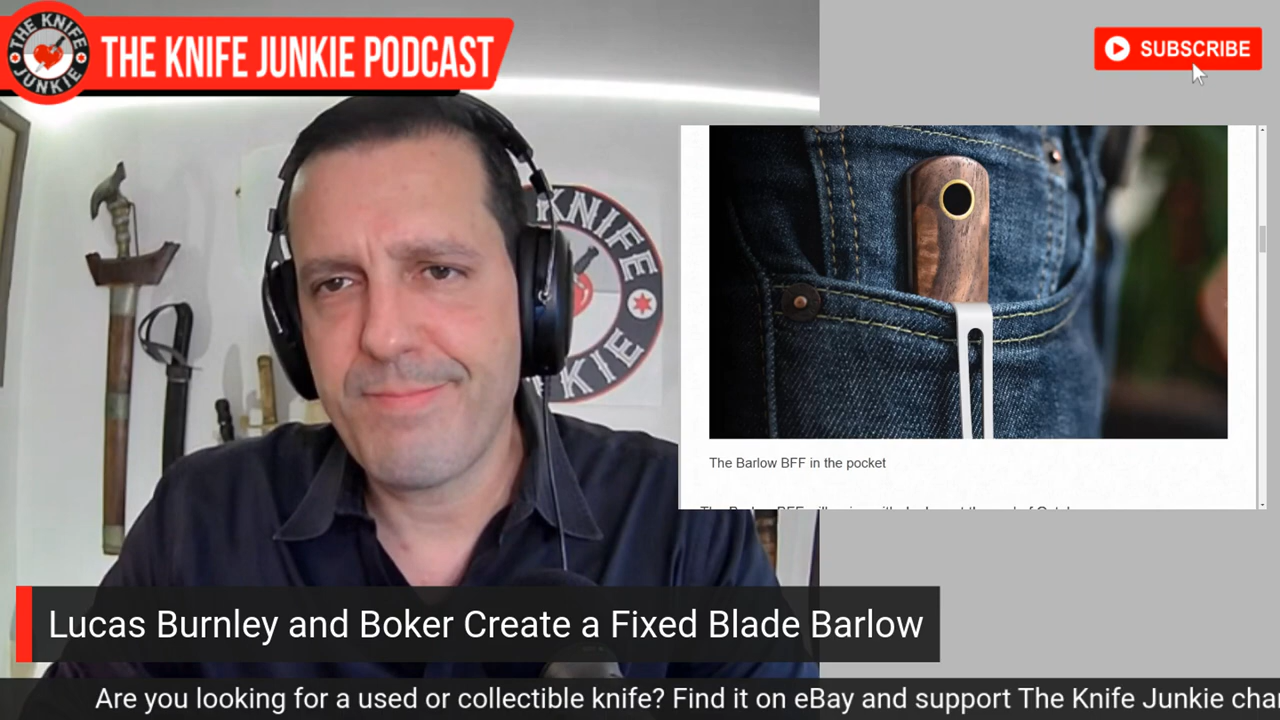 THE KNIFE JUNKIE
THE KNIFE JUNKIE PODCAST
SUBSCRIBE
KNIFE
The Barlow BFF in the pocket
Lucas Burnley and Boker Create a Fixed Blade Barlow
Are you looking for a used or collectible knife? Find it on eBay and support The Knife Junkie